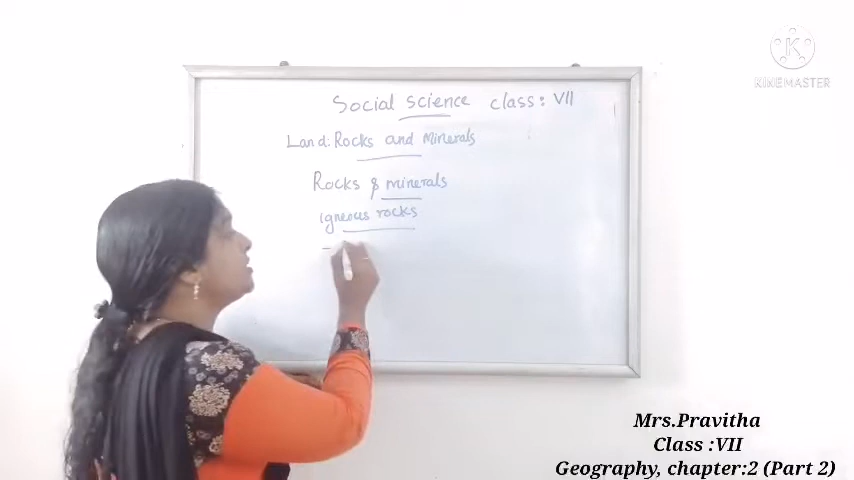 KINEMASTER
Social science class: VII
Land: Rocks and Minerals
Rocks & minerals
Igneous rocks
Mrs.Pravitha
Class :VII
Geography, chapter:2 (Part 2)